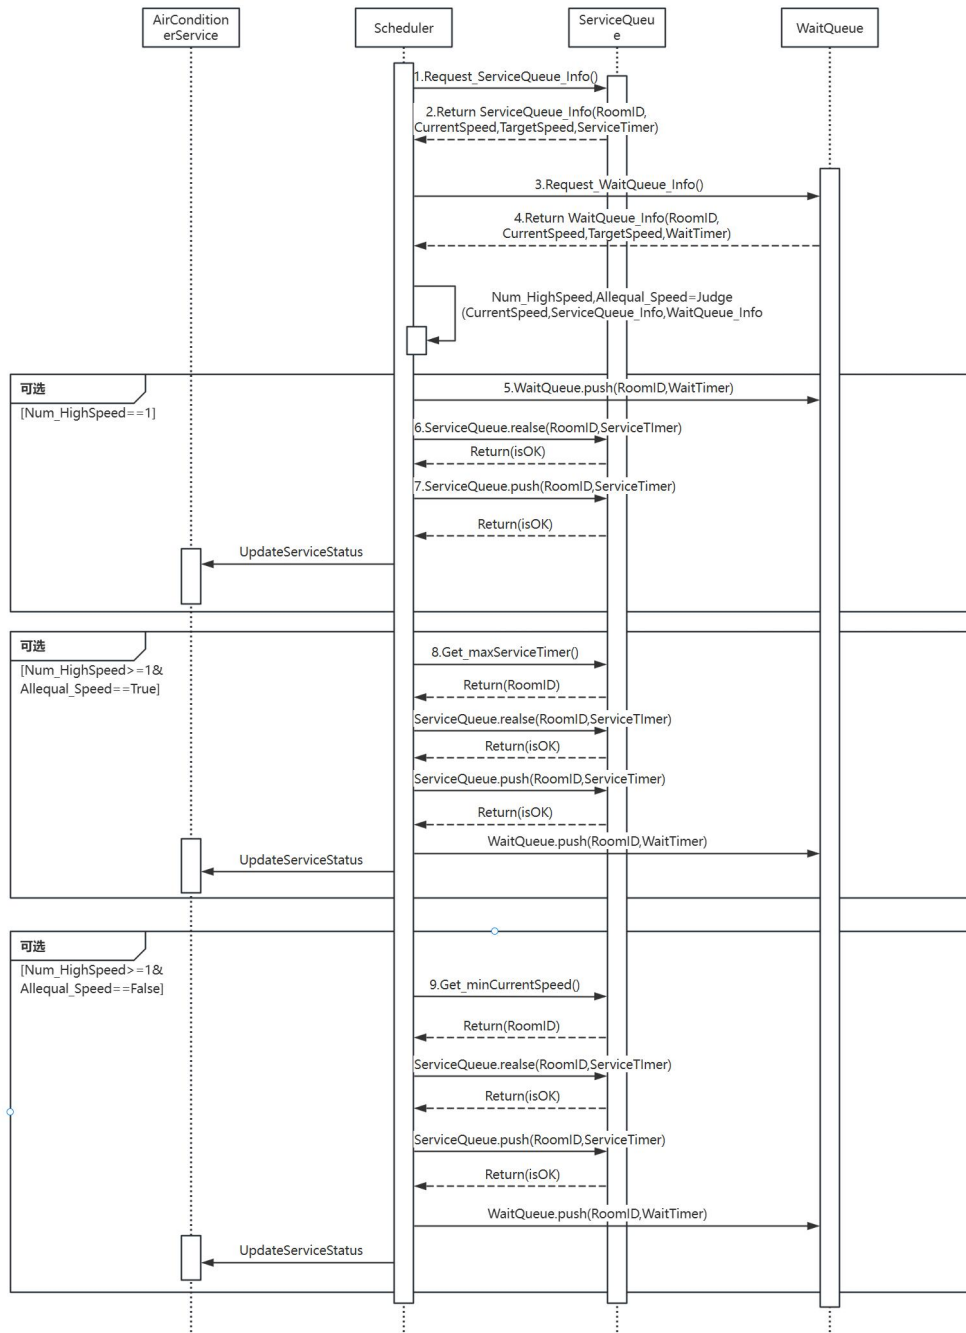 AirCondition
erService
Scheduler
ServiceQueu
e
WaitQueue
1.Request_ServiceQueue_Info()
2.Return ServiceQueue_Info(RoomID,
CurrentSpeed,TargetSpeed,ServiceTimer)
3.Request_WaitQueue_Info()
4.Return WaitQueue_Info(RoomID,
CurrentSpeed,TargetSpeed,WaitTimer)
Num_HighSpeed,Allequal_Speed=Judge
(CurrentSpeed,ServiceQueue_Info,WaitQueue_Info
可选
[Num_HighSpeed==1]
5.WaitQueue.push(RoomID,WaitTimer)
6.ServiceQueue.realse(RoomID,ServiceTImer)
Return(isOK)
7.ServiceQueue.push(RoomID,ServiceTimer)
Return(isOK)
UpdateServiceStatus
可选
[Num_HighSpeed>=1&
Allequal_Speed==True]
8.Get_maxServiceTimer()
Return(RoomID)
ServiceQueue.realse(RoomID,ServiceTImer)
Return(isOK)
ServiceQueue.push(RoomID,ServiceTimer)
Return(isOK)
WaitQueue.push(RoomID,WaitTimer)
UpdateServiceStatus
可选
[Num_HighSpeed>=1&
Allequal_Speed==False]
9.Get_minCurrentSpeed()
Return(RoomID)
ServiceQueue.realse(RoomID,ServiceTImer)
Return(isOK)
ServiceQueue.push(RoomID,ServiceTimer)
Return(isOK)
WaitQueue.push(RoomID,WaitTimer)
UpdateServiceStatus